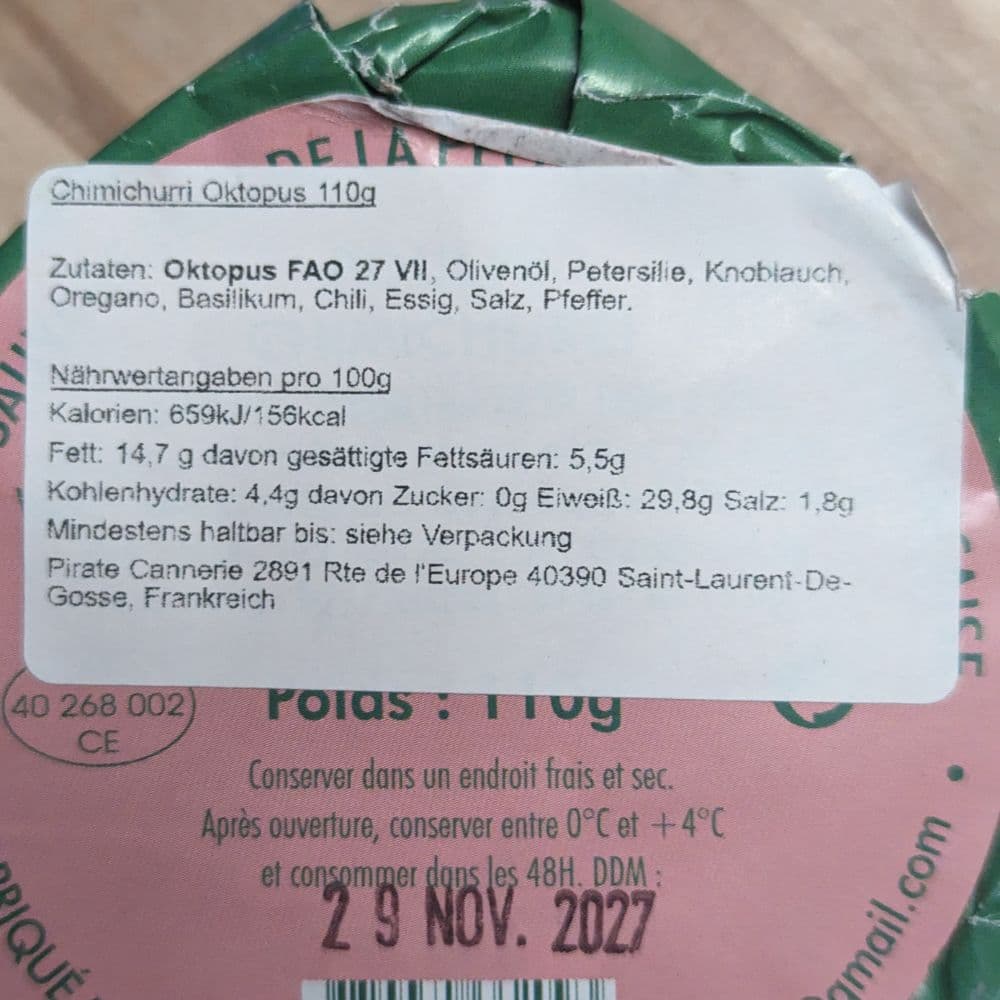 DE LA
Chimichurri Oktopus 110g
Zutaten: Oktopus FAO 27 VII, Olivenöl, Petersilie, Knoblauch,
Oregano, Basilikum, Chili, Essig, Salz, Pfeffer.
Nährwertangaben pro 100g
Kalorien: 659kJ/156kcal
Fett: 14,7 g davon gesättigte Fettsäuren: 5,5g
Kohlenhydrate: 4,4g davon Zucker: 0g Eiweiß: 29,8g Salz: 1,8g
Mindestens haltbar bis: siehe Verpackung
Pirate Cannerie 2891 Rte de l'Europe 40390 Saint-Laurent-De-
Gosse, Frankreich
40 268 002
CE
Poids : 110g
Conserver dans un endroit frais et sec.
Après ouverture, conserver entre 0°C et +4°C
et consommer dans les 48H. DDM :
29 NOV. 2027
gmail.com